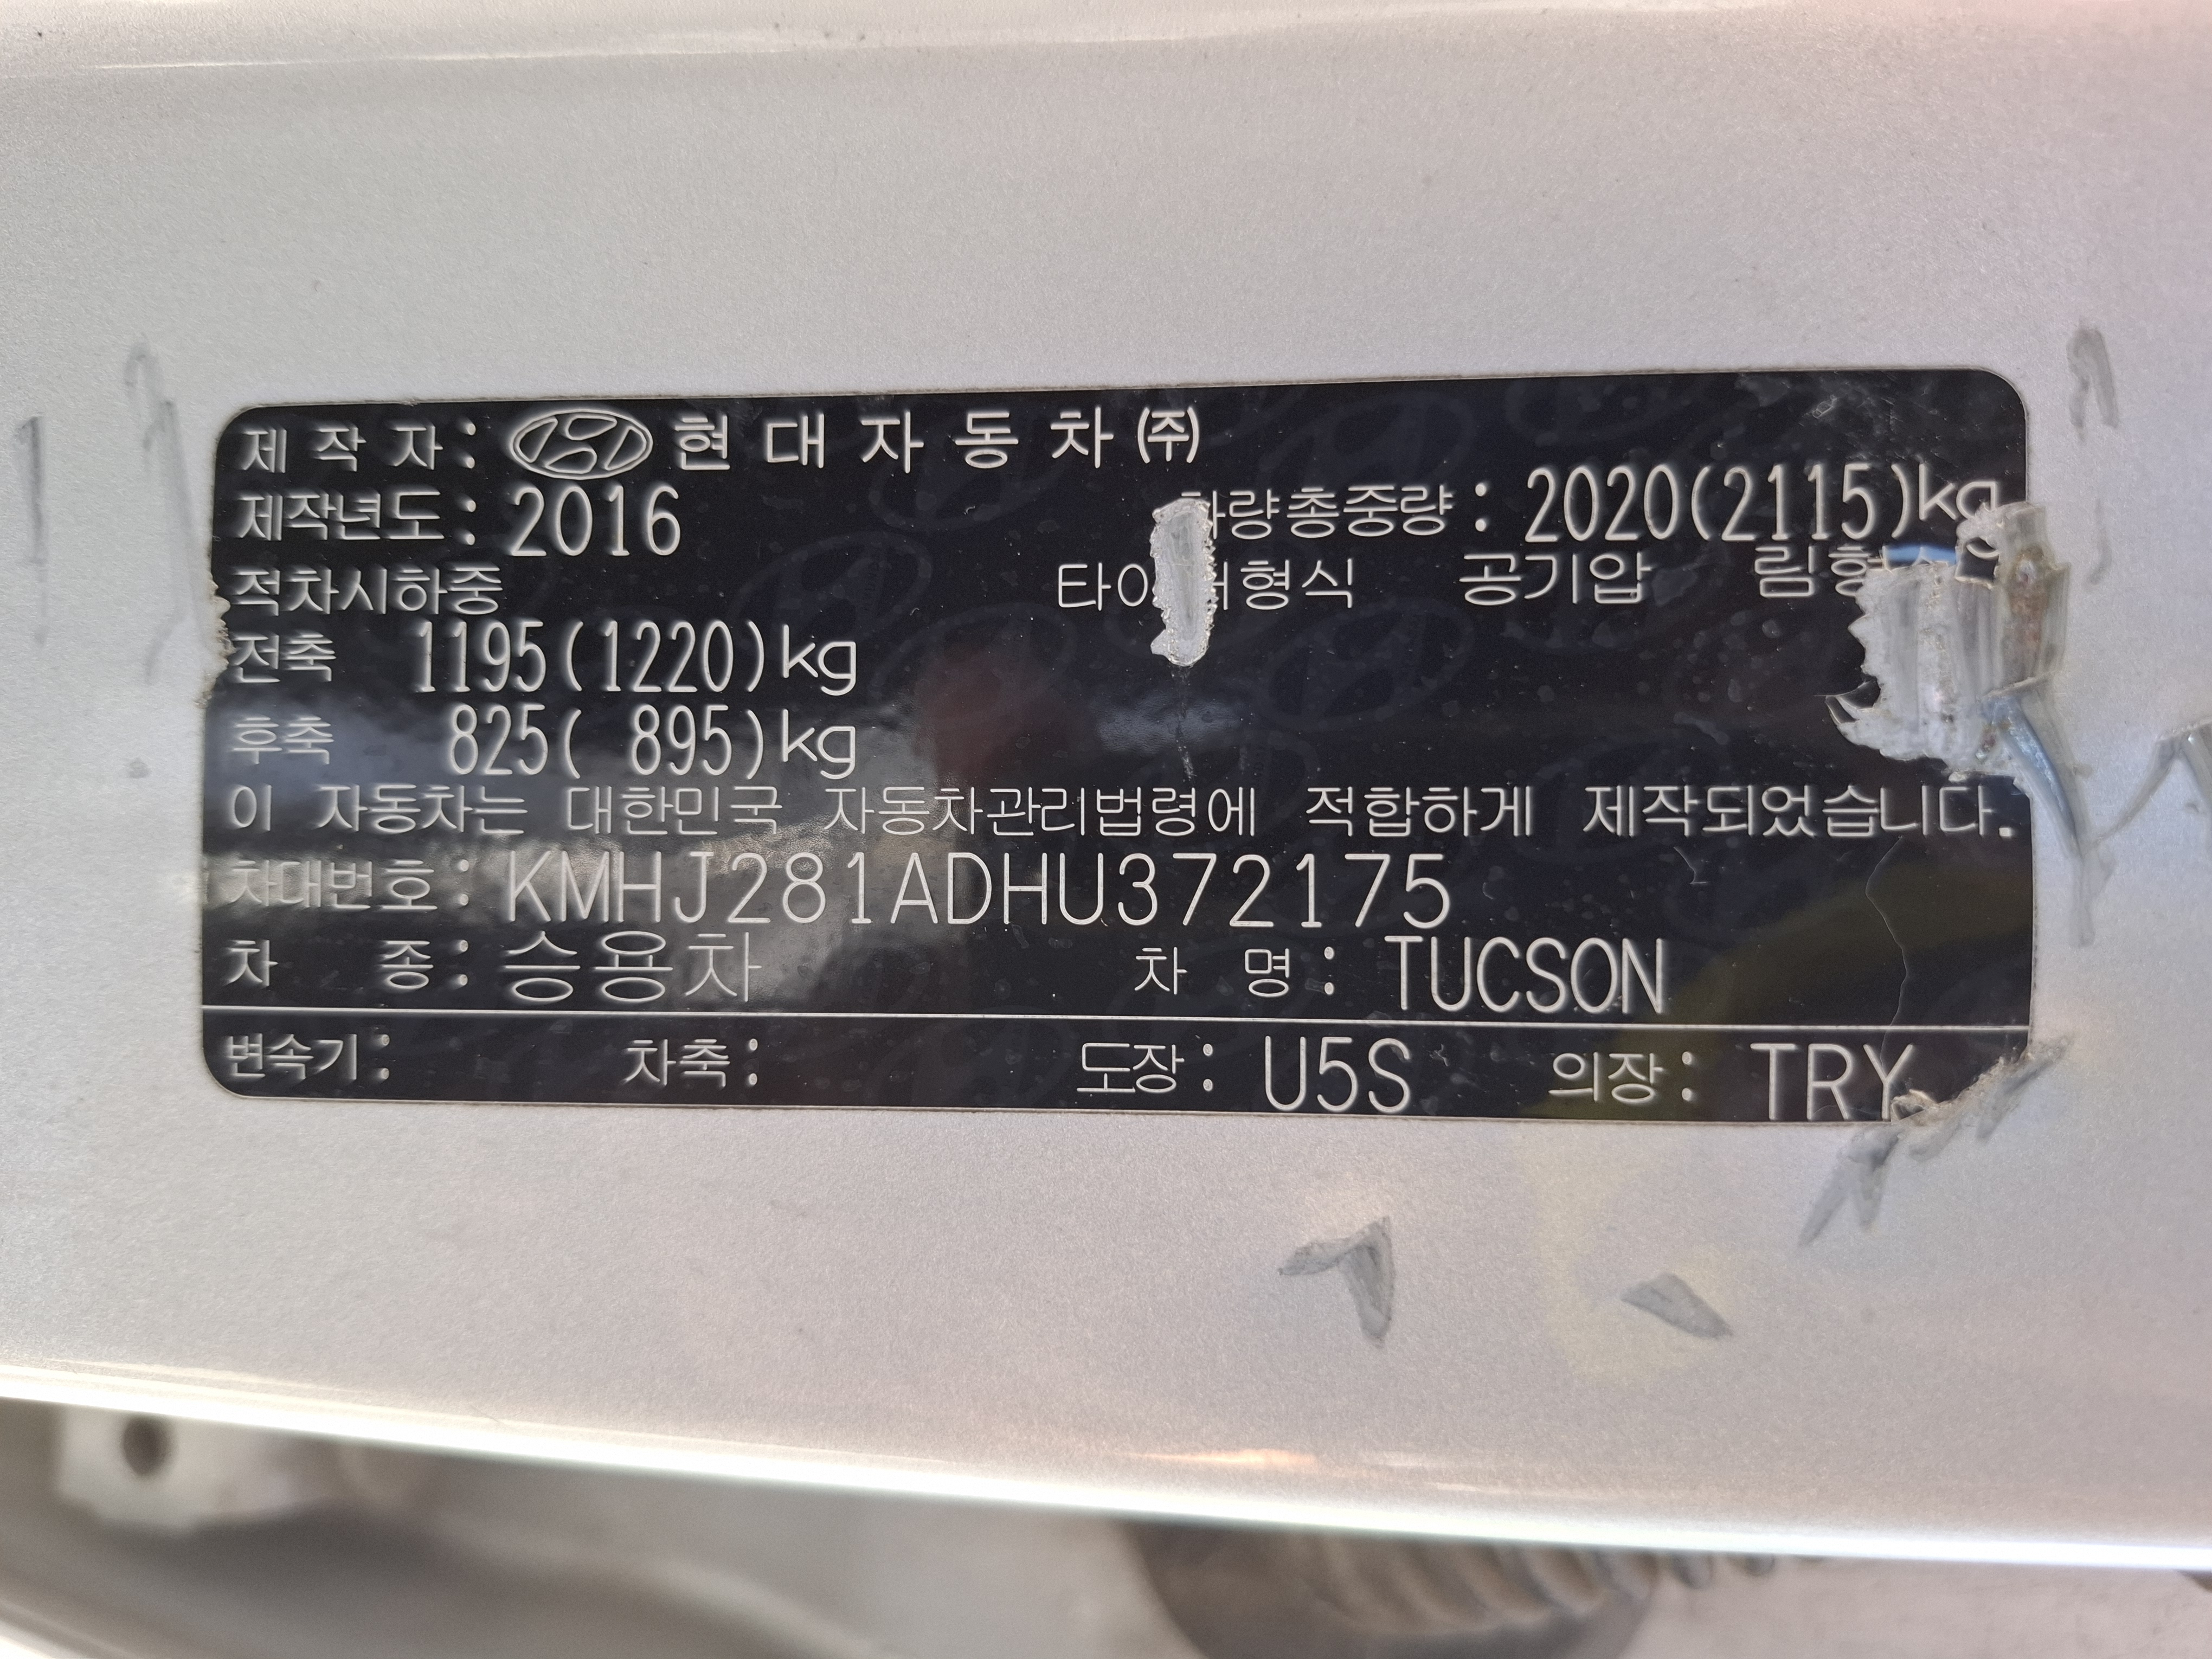 제 작 자 : 현 대 자 동 차 ㈜
제작년도 : 2016 량총중량 : 2020(2115)kg
적차시하중 형식 공기압
전축 1195(1220)kg
후축 825( 895)kg
이 자동차는 대한민국 자동차관리법령에 적합하게 제작되었습니다.
차대번호 : KMHJ281ADHU372175
차 종 : 승용차 차 명 : TUCSON
변속기 : 차축 : 도장 : U5S 의장 : TRY